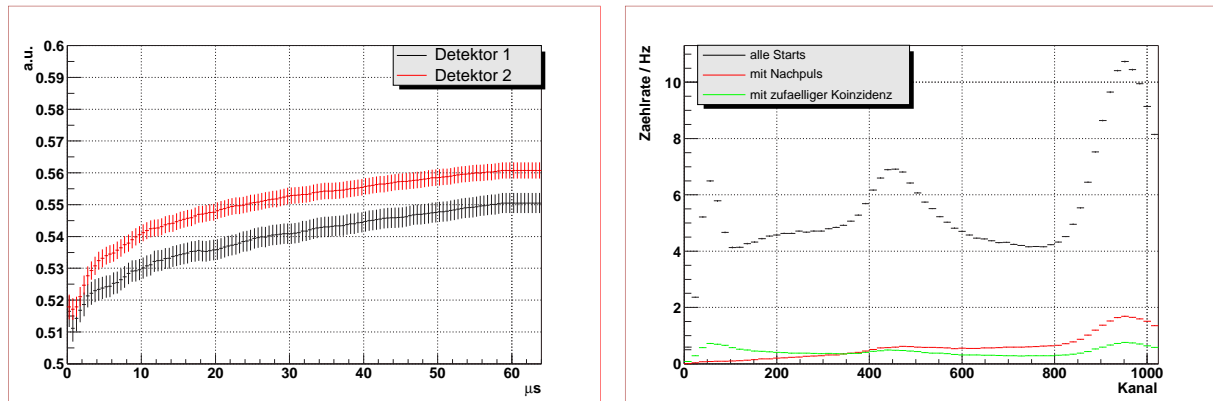 a.u.
0.6
0.59
0.58
0.57
0.56
0.55
0.54
0.53
0.52
0.51
0.5
Detektor 1
Detektor 2
0 10 20 30 40 50 60
μs
Zaehlrate / Hz
10
8
6
4
2
0
alle Starts
mit Nachpuls
mit zufaelliger Koinzidenz
0 200 400 600 800 1000
Kanal